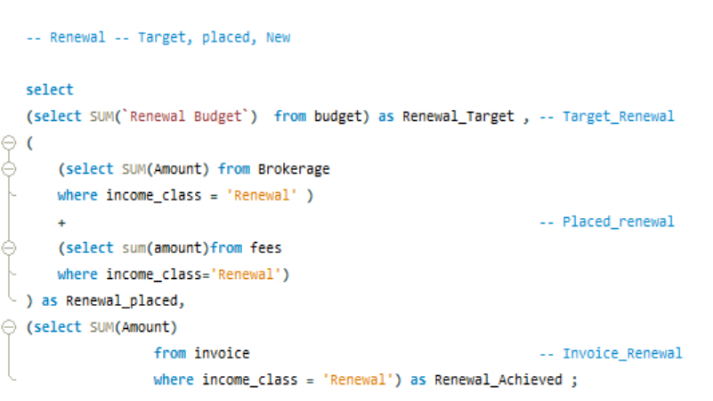 -- Renewal -- Target, placed, New
select
(select SUM(`Renewal Budget`) from budget) as Renewal_Target , -- Target_Renewal
(
(select SUM(Amount) from Brokerage
where income_class = 'Renewal' )
+ -- Placed_renewal
(select sum(amount)from fees
where income_class='Renewal')
) as Renewal_placed,
(select SUM(Amount)
from invoice -- Invoice_Renewal
where income_class = 'Renewal') as Renewal_Achieved ;